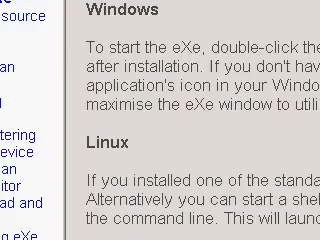 source
an
tering
evice
an
itor
ad and
g eXe
Windows
To start the eXe, double-click the
after installation. If you don't hav
application's icon in your Windo
maximise the eXe window to utili
Linux
If you installed one of the standa
Alternatively you can start a shel
the command line. This will laun